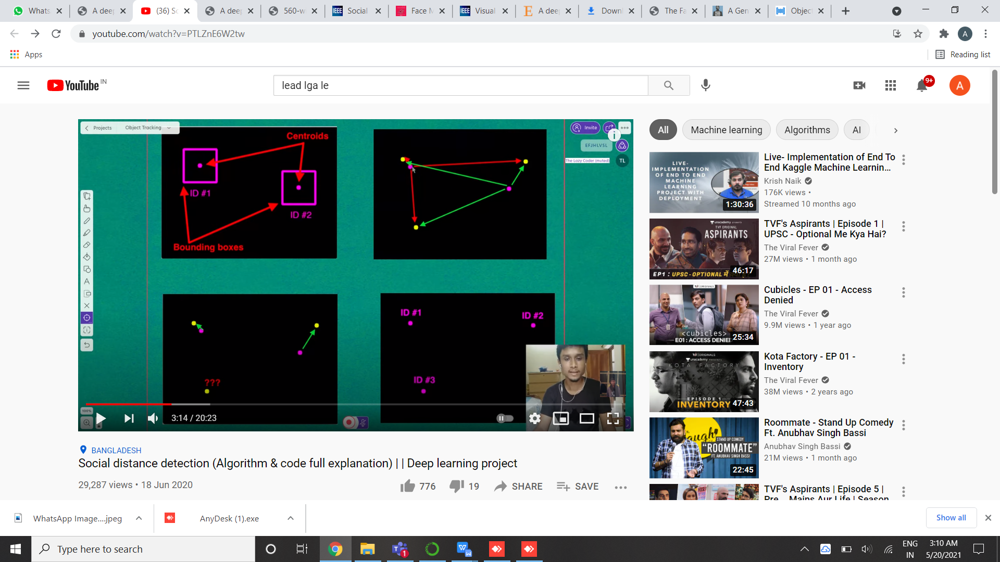 Whats
A deep
(36) So
A deep
560-w
Social
Face M
Visual
A deep
Downl
The Fa
A Gen
Object
youtube.com/watch?v=PTLZnE6W2tw
A
Apps
Reading list
YouTube IN
lead lga le
9+
A
Projects
Object Tracking
Invite
EFJHLVSL
The Lazy Coder (muted)
TL
Centroids
ID #1
ID #2
Bounding boxes
???
ID #1
ID #2
ID #3
100%
3:14 / 20:23
BANGLADESH
Social distance detection (Algorithm & code full explanation) | | Deep learning project
29,287 views • 18 Jun 2020
776
19
SHARE
SAVE
All
Machine learning
Algorithms
AI
LIVE-
IMPLEMENTATION
OF END TO END
MACHINE
LEARNING
PROJECT WITH
DEPLOYMENT
1:30:36
Live- Implementation of End To
End Kaggle Machine Learnin...
Krish Naik
176K views •
Streamed 10 months ago
unacademy presents
TVF ORIGINAL
ASPIRANTS
EP1 : UPSC - OPTIONAL में
46:17
TVF's Aspirants | Episode 1 |
UPSC - Optional Me Kya Hai?
The Viral Fever
27M views • 1 month ago
ORIGINALS
<cubicles>
E01 : ACCESS DENIED
25:34
Cubicles - EP 01 - Access
Denied
The Viral Fever
9.9M views • 1 year ago
ORIGINALS
unacademy PRESENTS
KOTA FACTORY
EPISODE 1
INVENTORY
47:43
Kota Factory - EP 01 -
Inventory
The Viral Fever
38M views • 2 years ago
STAND UP COMEDY
"ROOMMATE"
FT. ANUBHAV SINGH BASSI
22:45
Roommate - Stand Up Comedy
Ft. Anubhav Singh Bassi
Anubhav Singh Bassi
21M views • 1 month ago
TVF's Aspirants | Episode 5 |
Pre... Mains Aur Life | Season
WhatsApp Image....jpeg
AnyDesk (1).exe
Show all
Type here to search
1
ENG
IN
3:10 AM
5/20/2021